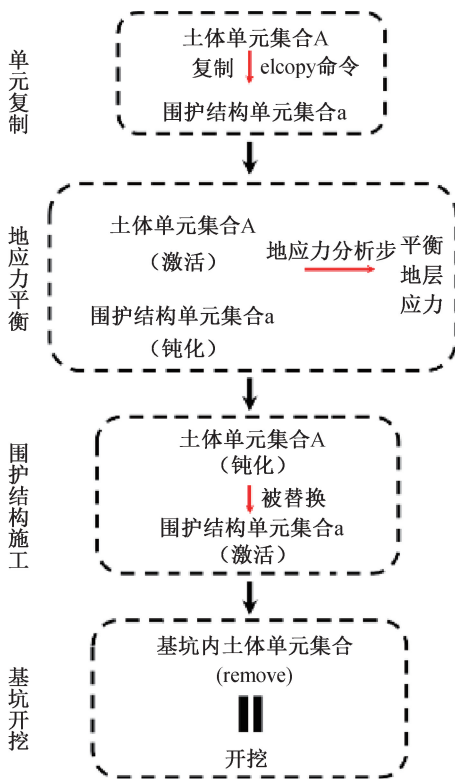 单元复制
土体单元集合A
复制 elcopy命令
围护结构单元集合a
地应力平衡
土体单元集合A
(激活)
围护结构单元集合a
(钝化)
地应力分析步
平衡
地层
应力
围护结构施工
土体单元集合A
(钝化)
被替换
围护结构单元集合a
(激活)
基坑开挖
基坑内土体单元集合
(remove)
开挖